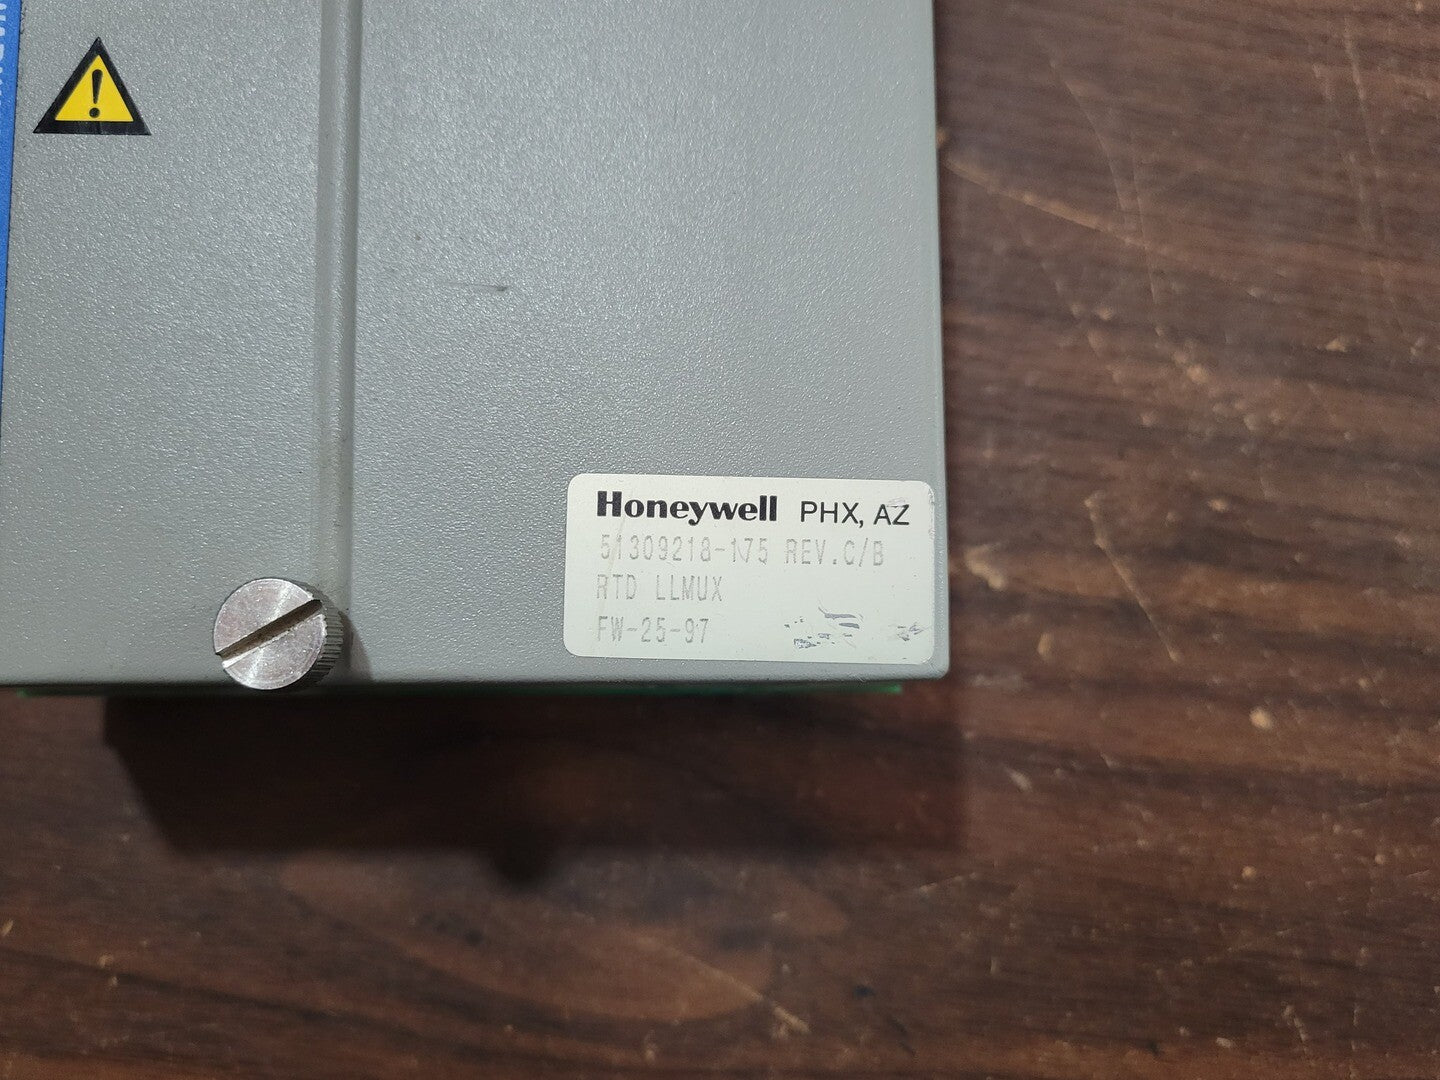 Honeywell PHX, AZ
51309218-175 REV.C/B
RTD LLMUX
FW-25-97